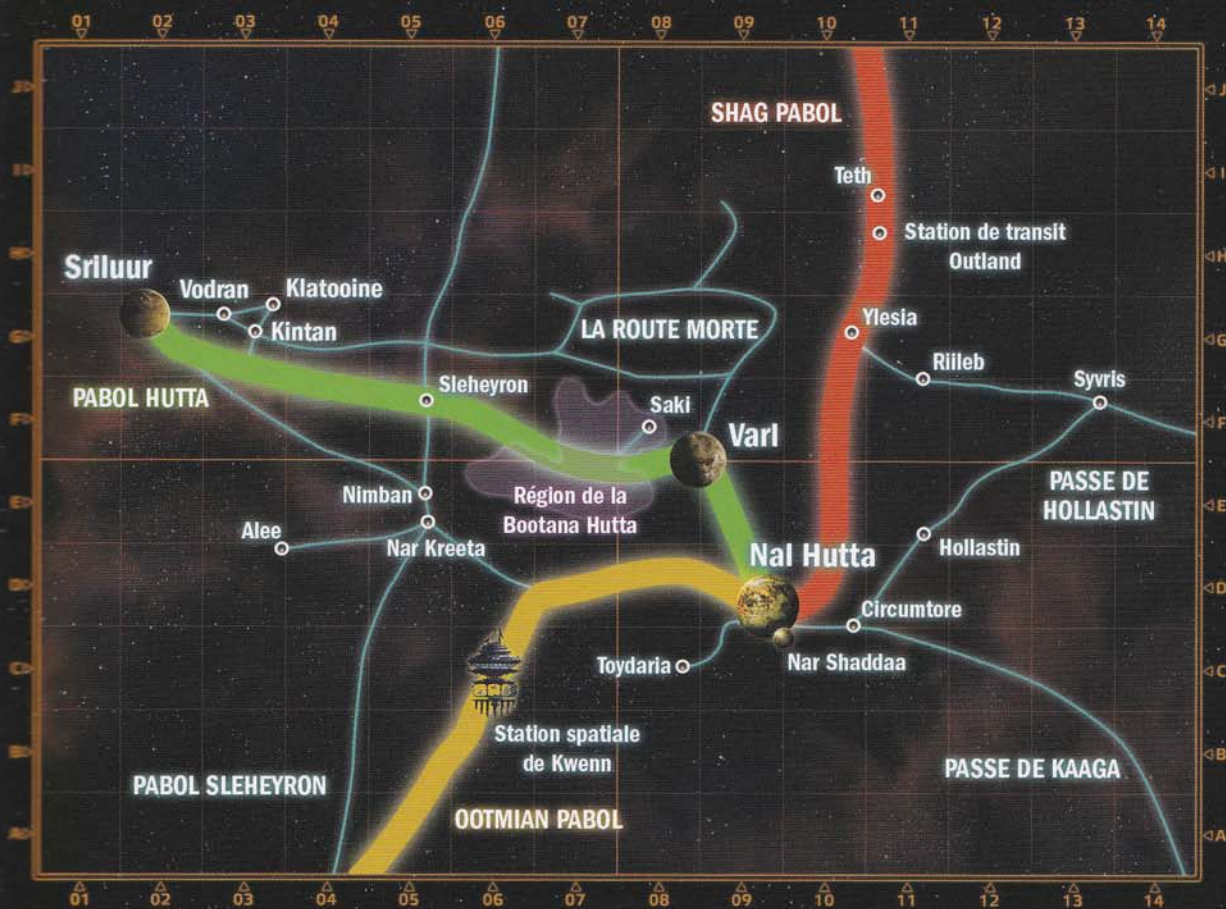 01 02 03 04 05 06 07 08 09 10 11 12 13 14
J
SHAG PABOL
I
Teth
Station de transit
Outland
H
Sriluur
Vodran
Klatooine
Kintan
LA ROUTE MORTE
Ylesia
G
Riileb
Syvris
Sleheyron
PABOL HUTTA
Saki
F
Varl
Nimban
Région de la
Bootana Hutta
PASSE DE
HOLLASTIN
E
Alee
Nar Kreeta
Hollastin
Nal Hutta
D
Circumtore
Toydaria
Nar Shaddaa
C
Station spatiale
de Kwenn
B
PABOL SLEHEYRON
PASSE DE KAAGA
OOTMIAN PABOL
A
01 02 03 04 05 06 07 08 09 10 11 12 13 14